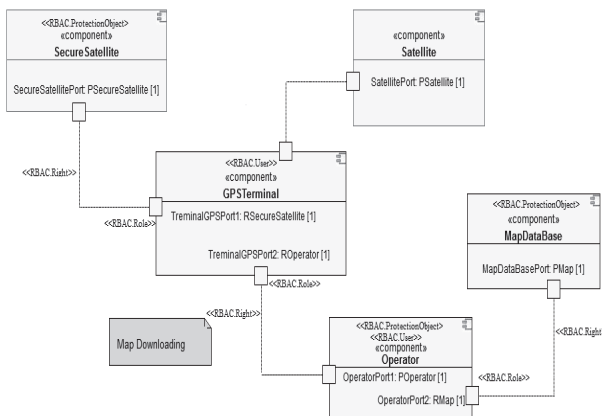 <<RBAC.ProtectionObject>>
«component»
SecureSatellite
SecureSatellitePort: PSecureSatellite [1]
«component»
Satellite
SatellitePort: PSatellite [1]
<<RBAC.Right>>
<<RBAC.User>>
«component»
GPSTerminal
<<RBAC.Role>>
TreminalGPSPort1: RSecureSatellite [1]
TreminalGPSPort2: ROperator [1]
<<RBAC.Role>>
<<RBAC.ProtectionObject>
«component»
MapDataBase
MapDataBasePort: PMap [1]
<<RBAC.Right>>
Map Downloading
<<RBAC.ProtectionObject>>
<<RBAC.User>>
«component»
Operator
OperatorPort1: POperator [1]
OperatorPort2: RMap [1]
<<RBAC.Role>>
<<RBAC.Right